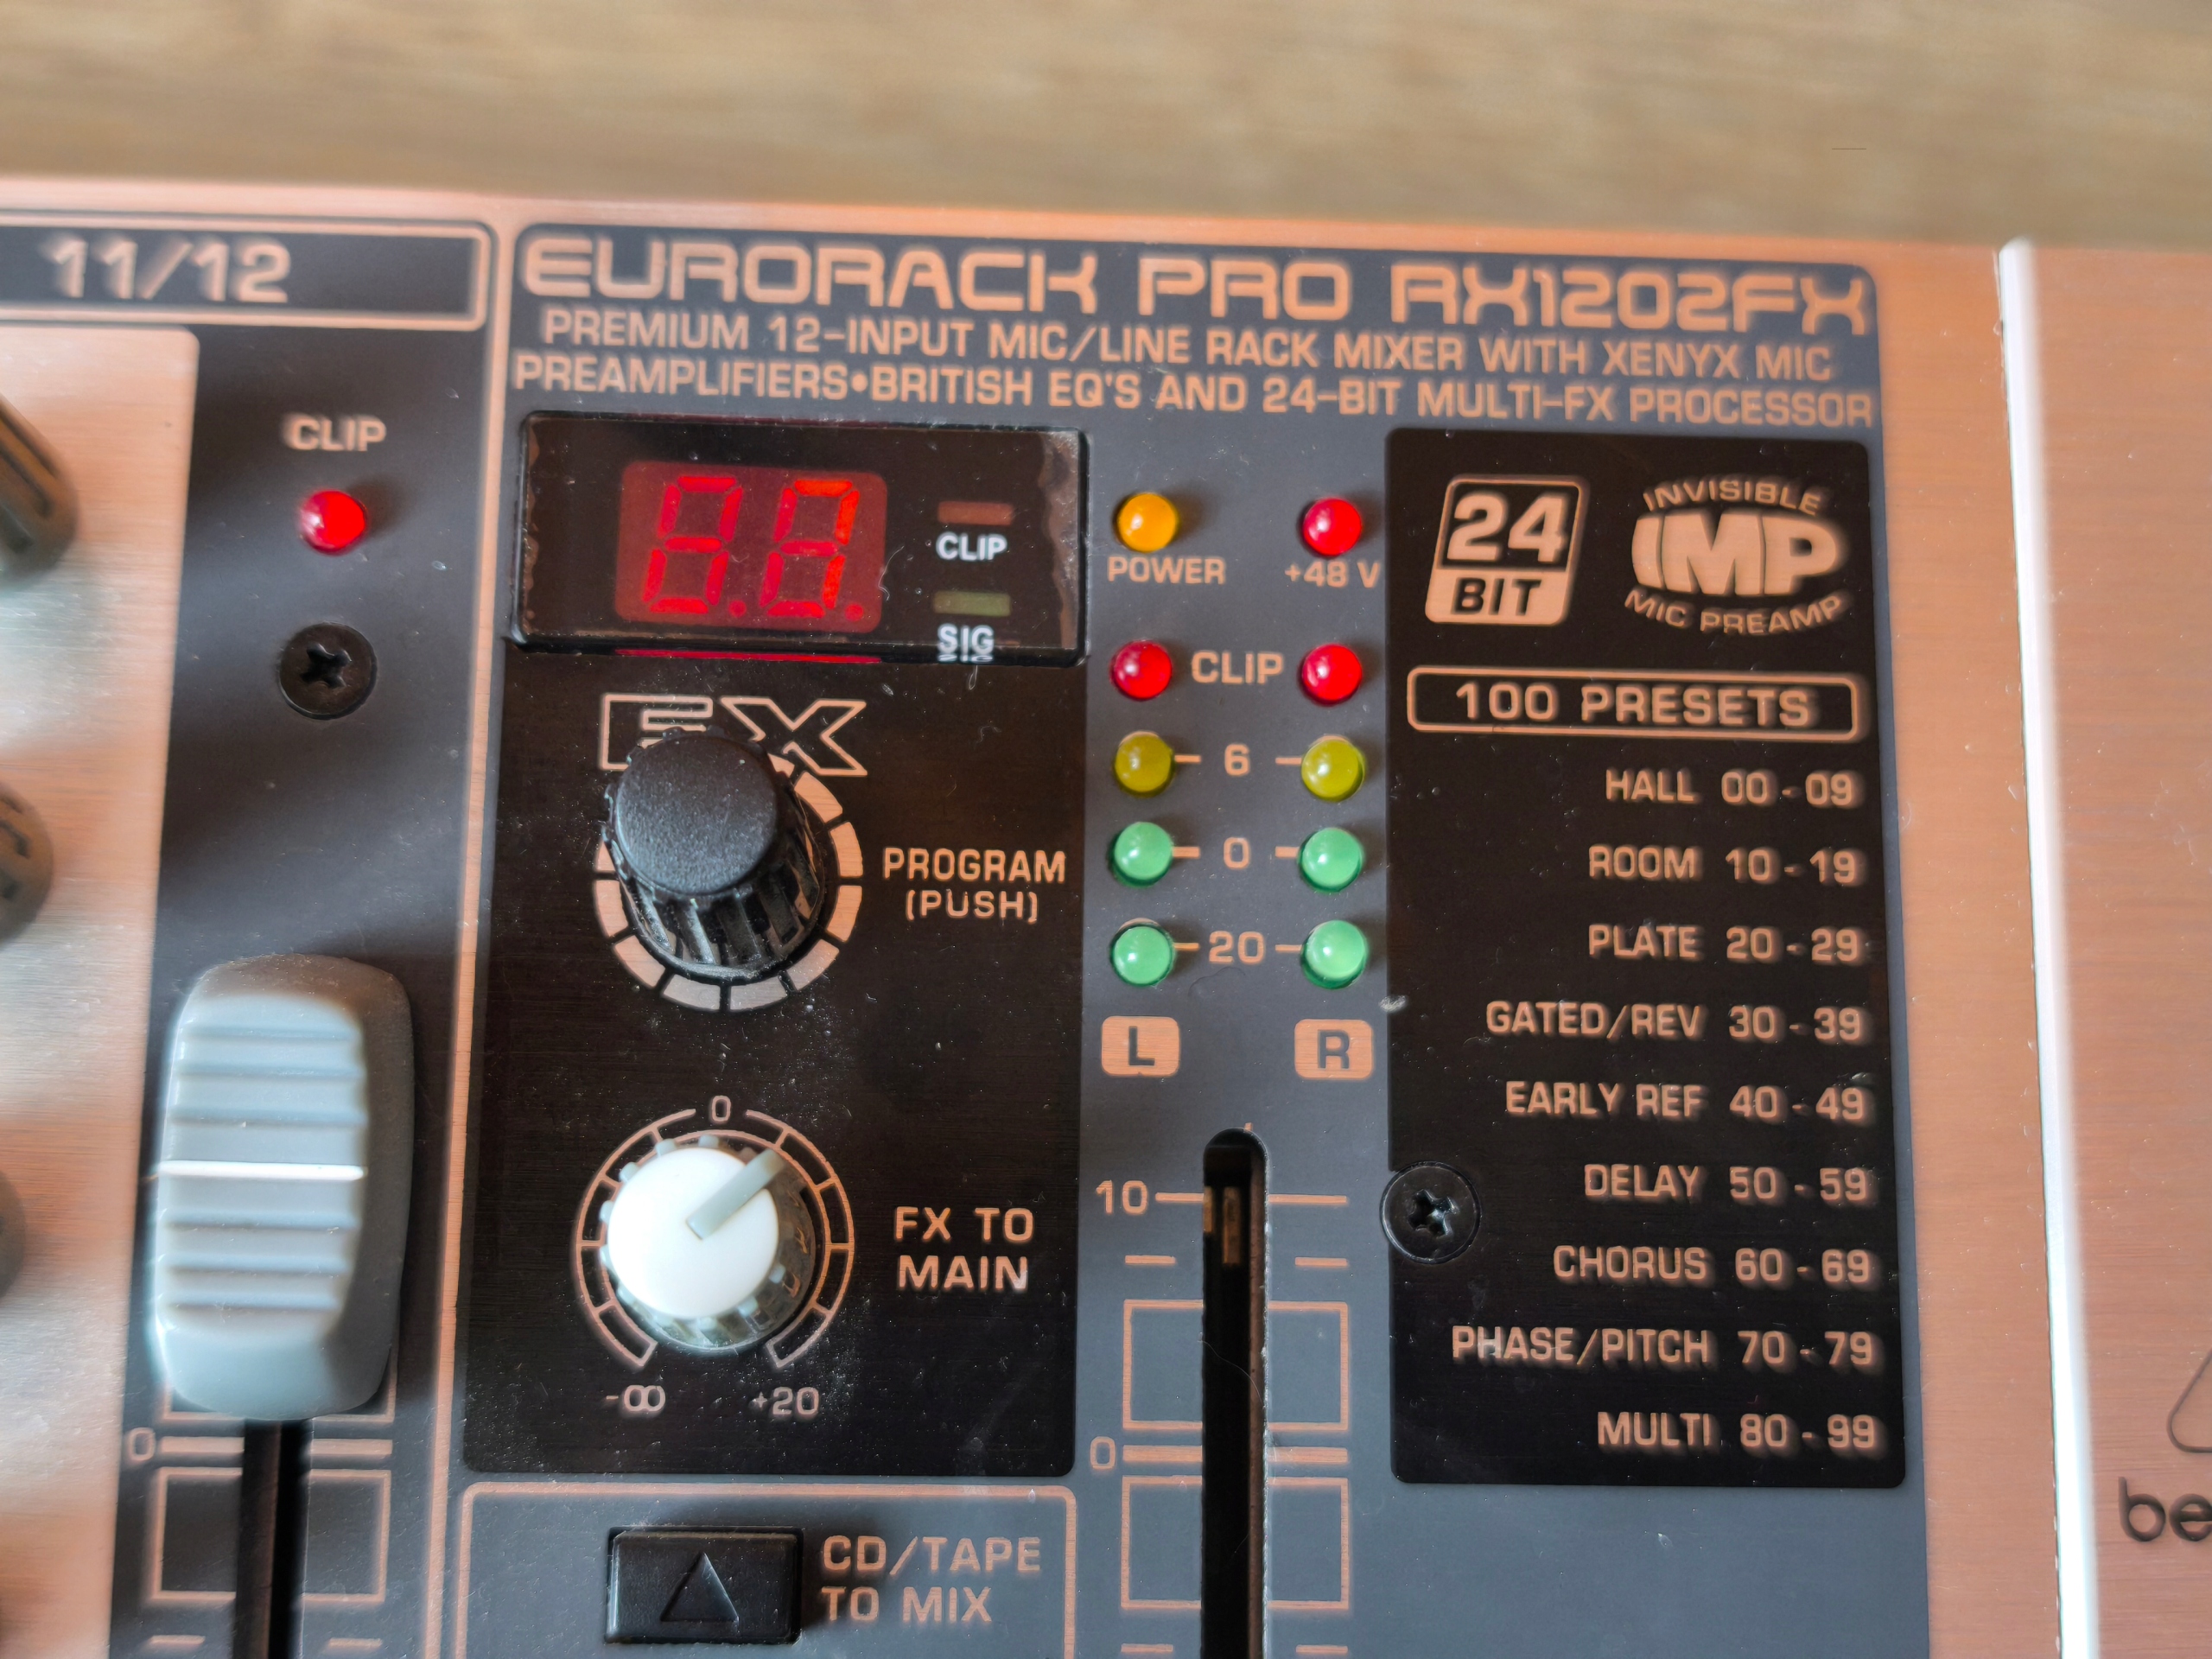 11/12
CLIP
EURORACK PRO RX1202FX
PREMIUM 12-INPUT MIC/LINE RACK MIXER WITH XENYX MIC
PREAMPLIFIERS•BRITISH EQ'S AND 24-BIT MULTI-FX PROCESSOR
CLIP
SIG
POWER
+48 V
CLIP
6
0
20
L R
FX
PROGRAM
(PUSH)
0
-∞ +20
FX TO
MAIN
CD/TAPE
TO MIX
10
0
0
24
BIT
INVISIBLE
IMP
MIC PREAMP
100 PRESETS
HALL 00 - 09
ROOM 10 - 19
PLATE 20 - 29
GATED/REV 30 - 39
EARLY REF 40 - 49
DELAY 50 - 59
CHORUS 60 - 69
PHASE/PITCH 70 - 79
MULTI 80 - 99
be